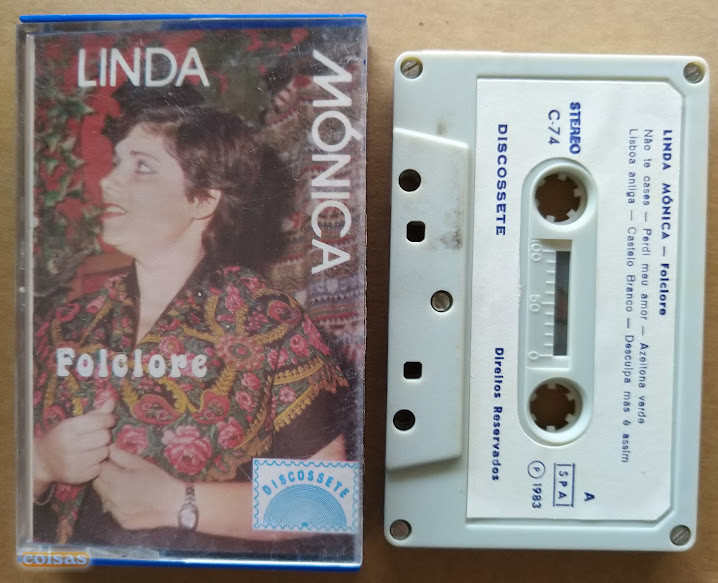 LINDA
MÓNICA
Folclore
DISCOSSETE
coisas
LINDA MÓNICA — Folclore
Não te cases — Perdi meu amor — Azeitona verde
Lisboa antiga — Castelo Branco — Desculpa mas é assim
STEREO
C-74
DISCOSSETE
Direitos Reservados
A
SPA
Ⓟ 1983
100
50
0